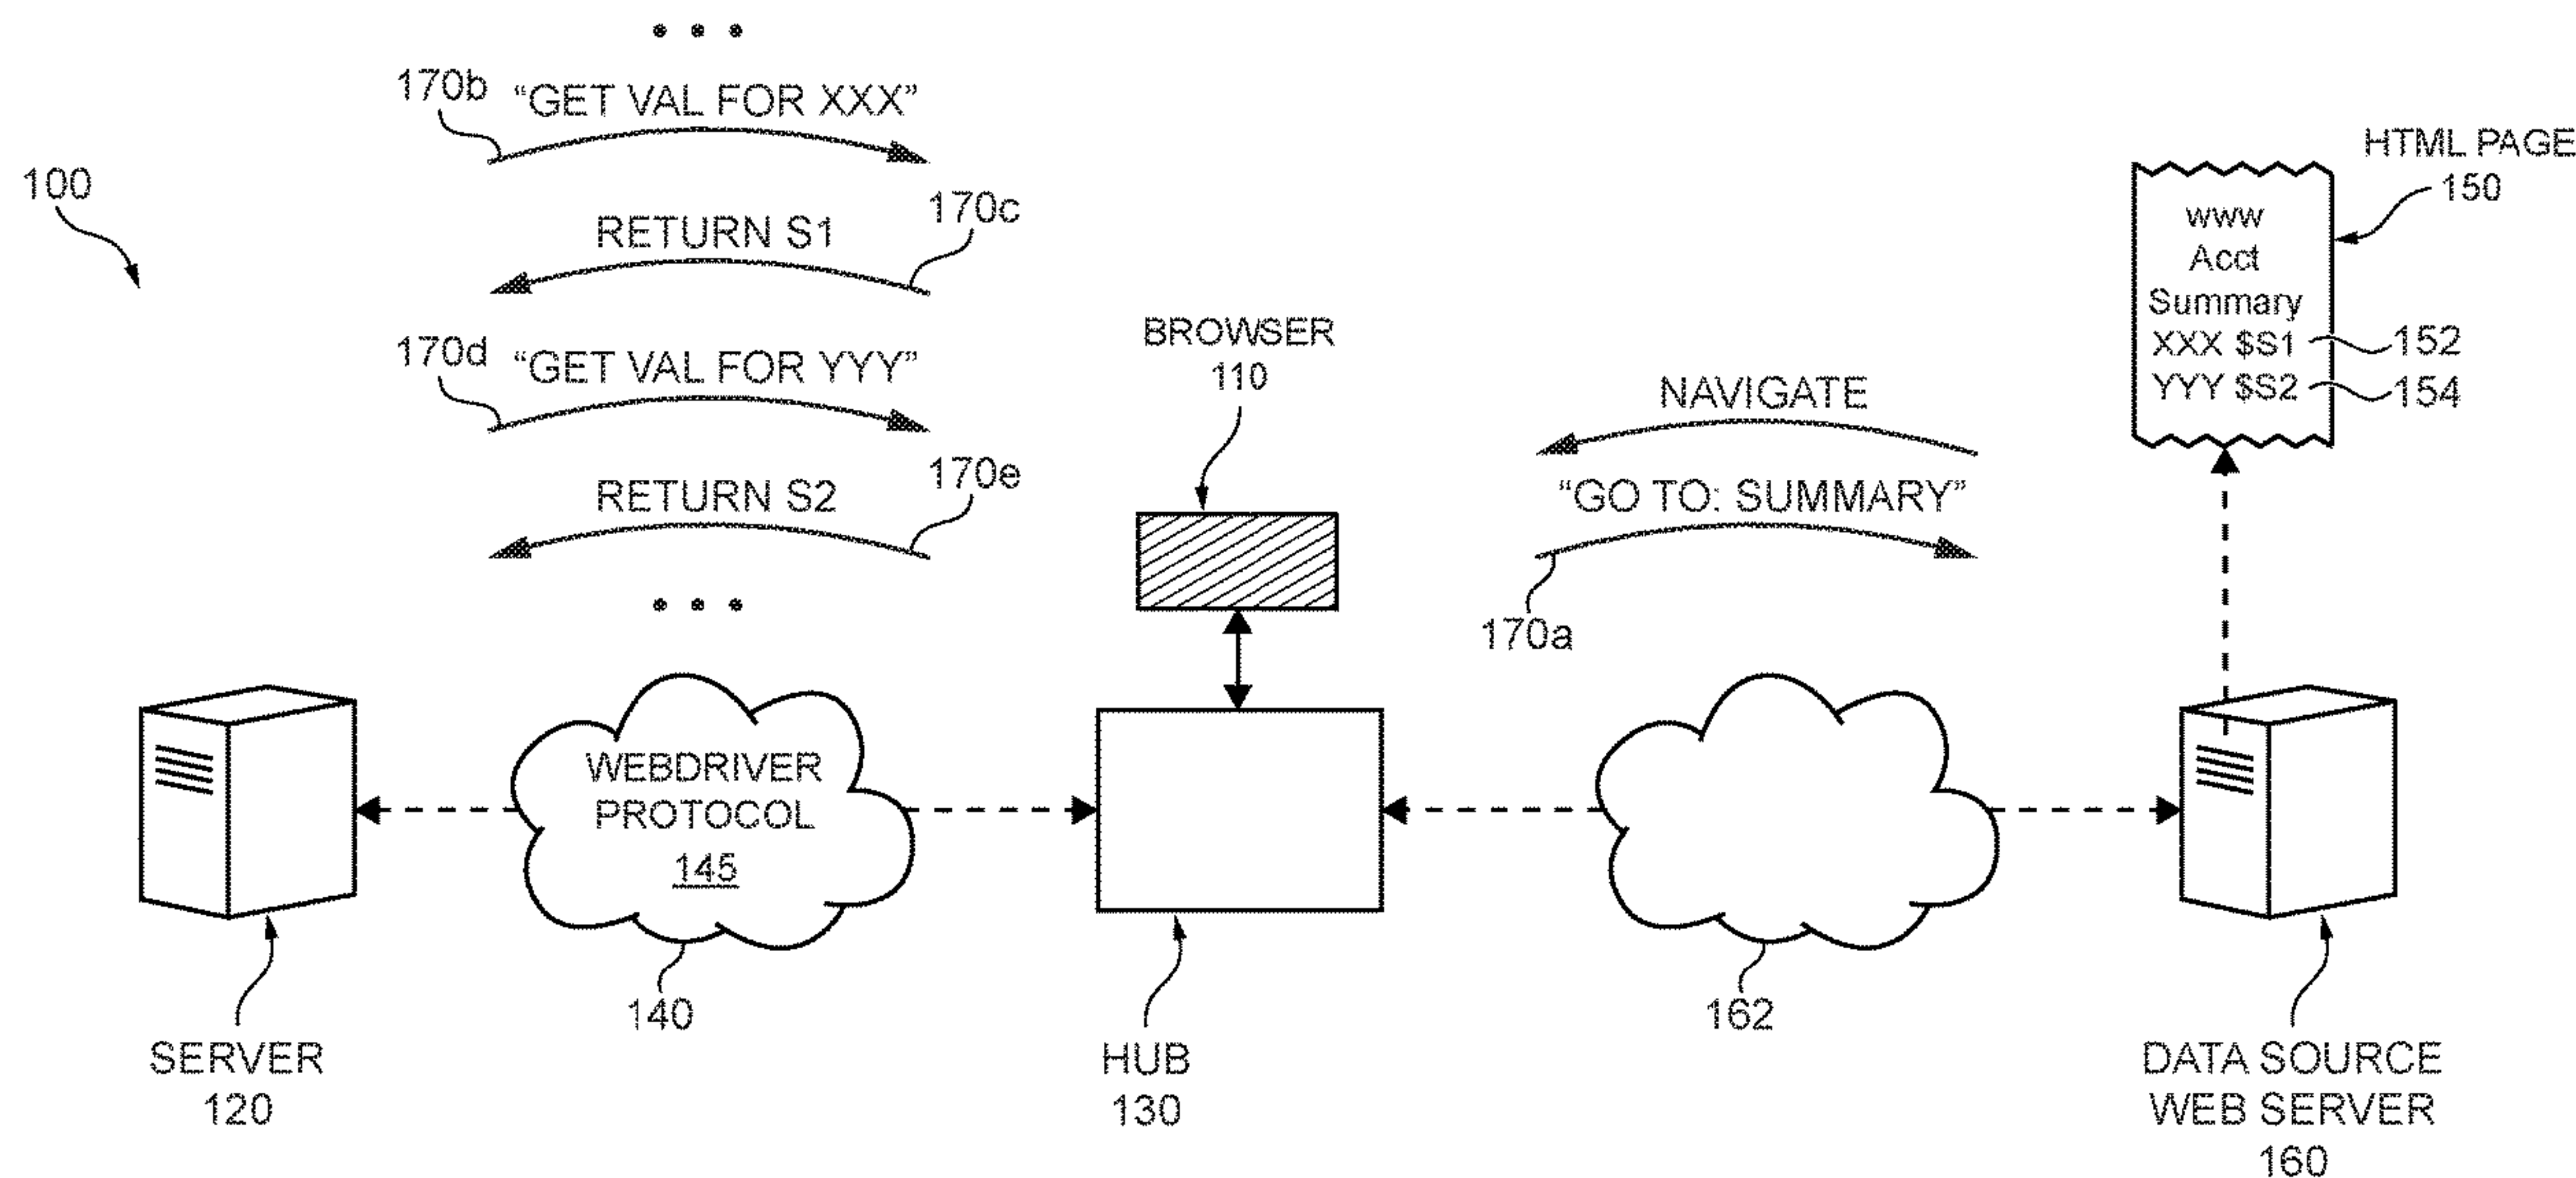 • • •
170b
“GET VAL FOR XXX”
100
170c
RETURN S1
170d
“GET VAL FOR YYY”
170e
RETURN S2
• • •
BROWSER
110
NAVIGATE
“GO TO: SUMMARY”
170a
HTML PAGE
150
www
Acct
Summary
XXX $S1
152
YYY $S2
154
WEBDRIVER
PROTOCOL
145
140
162
SERVER
120
HUB
130
DATA SOURCE
WEB SERVER
160